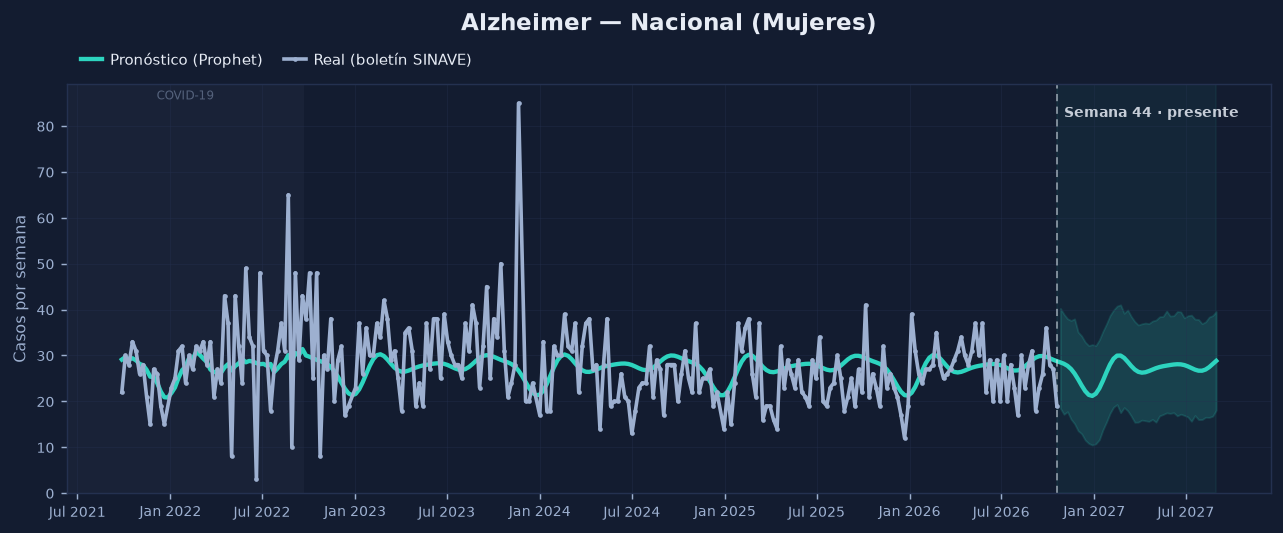 Alzheimer — Nacional (Mujeres)
Pronóstico (Prophet)
Real (boletín SINAVE)
COVID-19
Semana 44 · presente
Casos por semana
80
70
60
50
40
30
20
10
0
Jul 2021
Jan 2022
Jul 2022
Jan 2023
Jul 2023
Jan 2024
Jul 2024
Jan 2025
Jul 2025
Jan 2026
Jul 2026
Jan 2027
Jul 2027